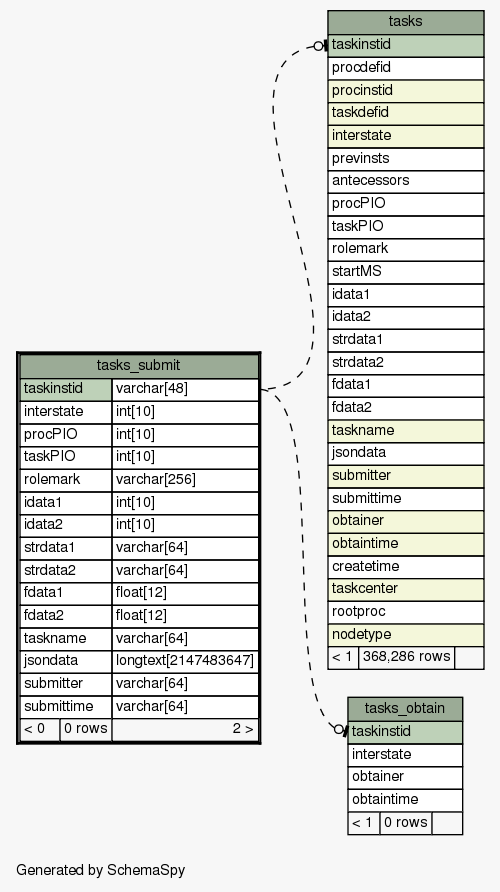 tasks
taskinstid
procdefid
procinstid
taskdefid
interstate
previnsts
antecessors
procPIO
taskPIO
rolemark
startMS
idata1
idata2
strdata1
strdata2
fdata1
fdata2
taskname
jsondata
submitter
submittime
obtainer
obtaintime
createtime
taskcenter
rootproc
nodetype
< 1 368,286 rows
tasks_submit
taskinstid varchar[48]
interstate int[10]
procPIO int[10]
taskPIO int[10]
rolemark varchar[256]
idata1 int[10]
idata2 int[10]
strdata1 varchar[64]
strdata2 varchar[64]
fdata1 float[12]
fdata2 float[12]
taskname varchar[64]
jsondata longtext[2147483647]
submitter varchar[64]
submittime varchar[64]
< 0 0 rows 2 >
tasks_obtain
taskinstid
interstate
obtainer
obtaintime
< 1 0 rows
Generated by SchemaSpy